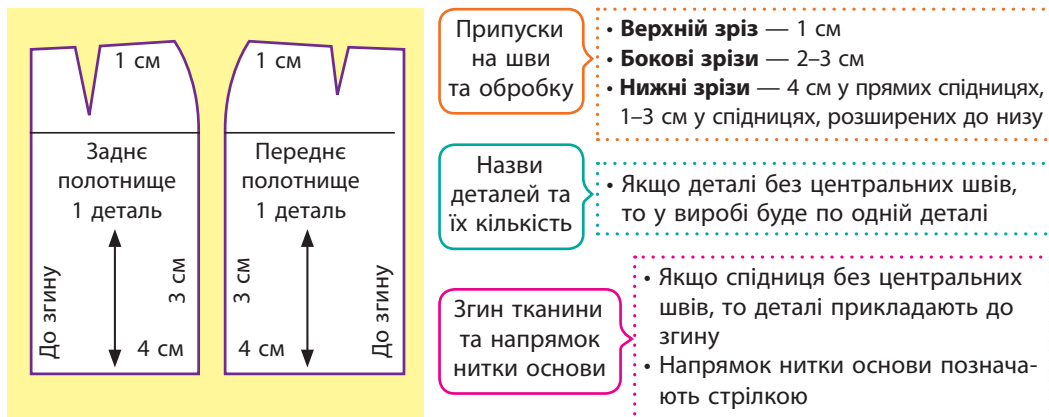 1 см
Заднє
полотнище
1 деталь
До згину
3 см
4 см
1 см
Переднє
полотнище
1 деталь
3 см
До згину
4 см
Припуски
на шви
та обробку
• Верхній зріз — 1 см
• Бокові зрізи — 2–3 см
• Нижні зрізи — 4 см у прямих спідницях,
1–3 см у спідницях, розширених до низу
Назви
деталей та
їх кількість
• Якщо деталі без центральних швів,
то у виробі буде по одній деталі
Згин тканини
та напрямок
нитки основи
• Якщо спідниця без центральних
швів, то деталі прикладають до
згину
• Напрямок нитки основи познача-
ють стрілкою